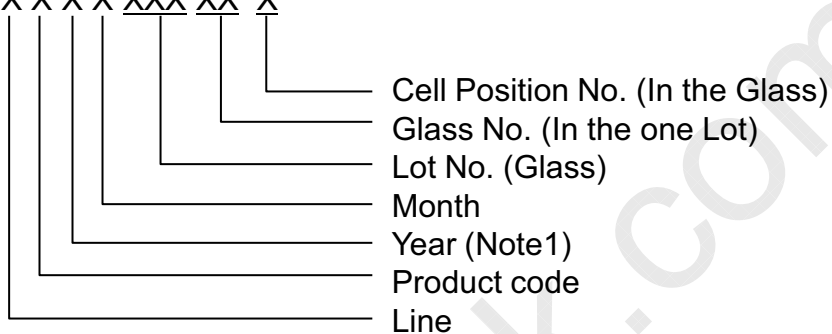 X X X X XXX XX X
Cell Position No. (In the Glass)
Glass No. (In the one Lot)
Lot No. (Glass)
Month
Year (Note1)
Product code
Line